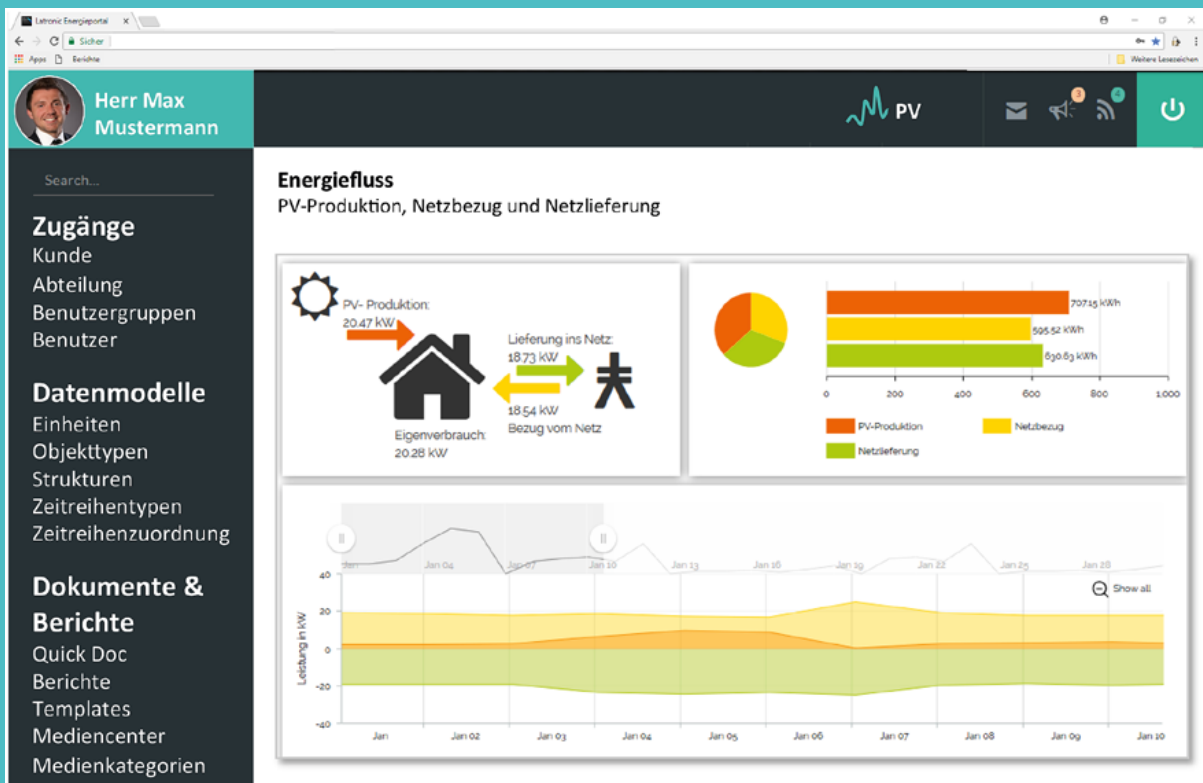 Latronic Energieportal
Sicher
Apps
Berichte
Weitere Lesezeichen
Herr Max
Mustermann
PV
3
4
Search...
Zugänge
Kunde
Abteilung
Benutzergruppen
Benutzer
Datenmodelle
Einheiten
Objekttypen
Strukturen
Zeitreihentypen
Zeitreihenzuordnung
Dokumente &
Berichte
Quick Doc
Berichte
Templates
Mediencenter
Medienkategorien
Energiefluss
PV-Produktion, Netzbezug und Netzlieferung
PV- Produktion:
20.47 kW
Lieferung ins Netz:
18.73 kW
18.54 kW
Bezug vom Netz
Eigenverbrauch:
20.28 kW
707.15 kWh
595.52 kWh
630.63 kWh
0 200 400 600 800 1.000
PV-Produktion Netzbezug
Netzlieferung
Jan Jan 04 Jan 07 Jan 10 Jan 13 Jan 16 Jan 19 Jan 22 Jan 25 Jan 28
Show all
Leistung in kW
40
20
0
-20
-40
Jan Jan 02 Jan 03 Jan 04 Jan 05 Jan 06 Jan 07 Jan 08 Jan 09 Jan 10